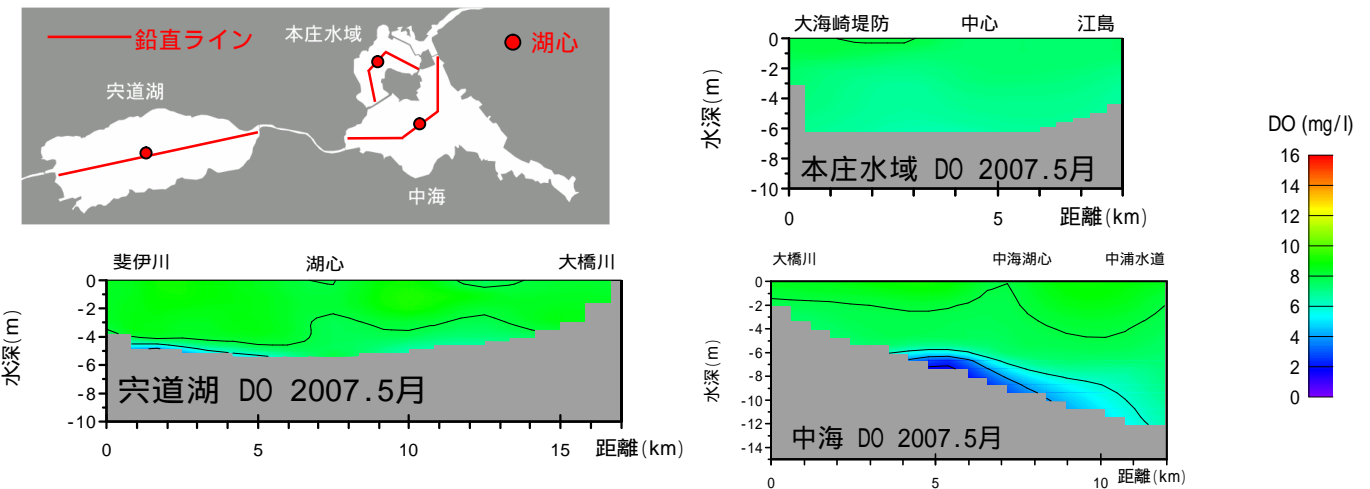 鉛直ライン
本庄水域
湖心
宍道湖
中海
大海崎堤防 中心 江島
0
-2
-4
-6
-8
-10
水深(m)
本庄水域 DO 2007.5月
0 5 距離(km)
DO (mg/l)
16
14
12
10
8
6
4
2
0
斐伊川 湖心 大橋川
0
-2
-4
-6
-8
-10
水深(m)
宍道湖 DO 2007.5月
0 5 10 15 距離(km)
大橋川 中海湖心 中浦水道
0
-2
-4
-6
-8
-10
-12
-14
水深(m)
中海 DO 2007.5月
0 5 10 距離(km)